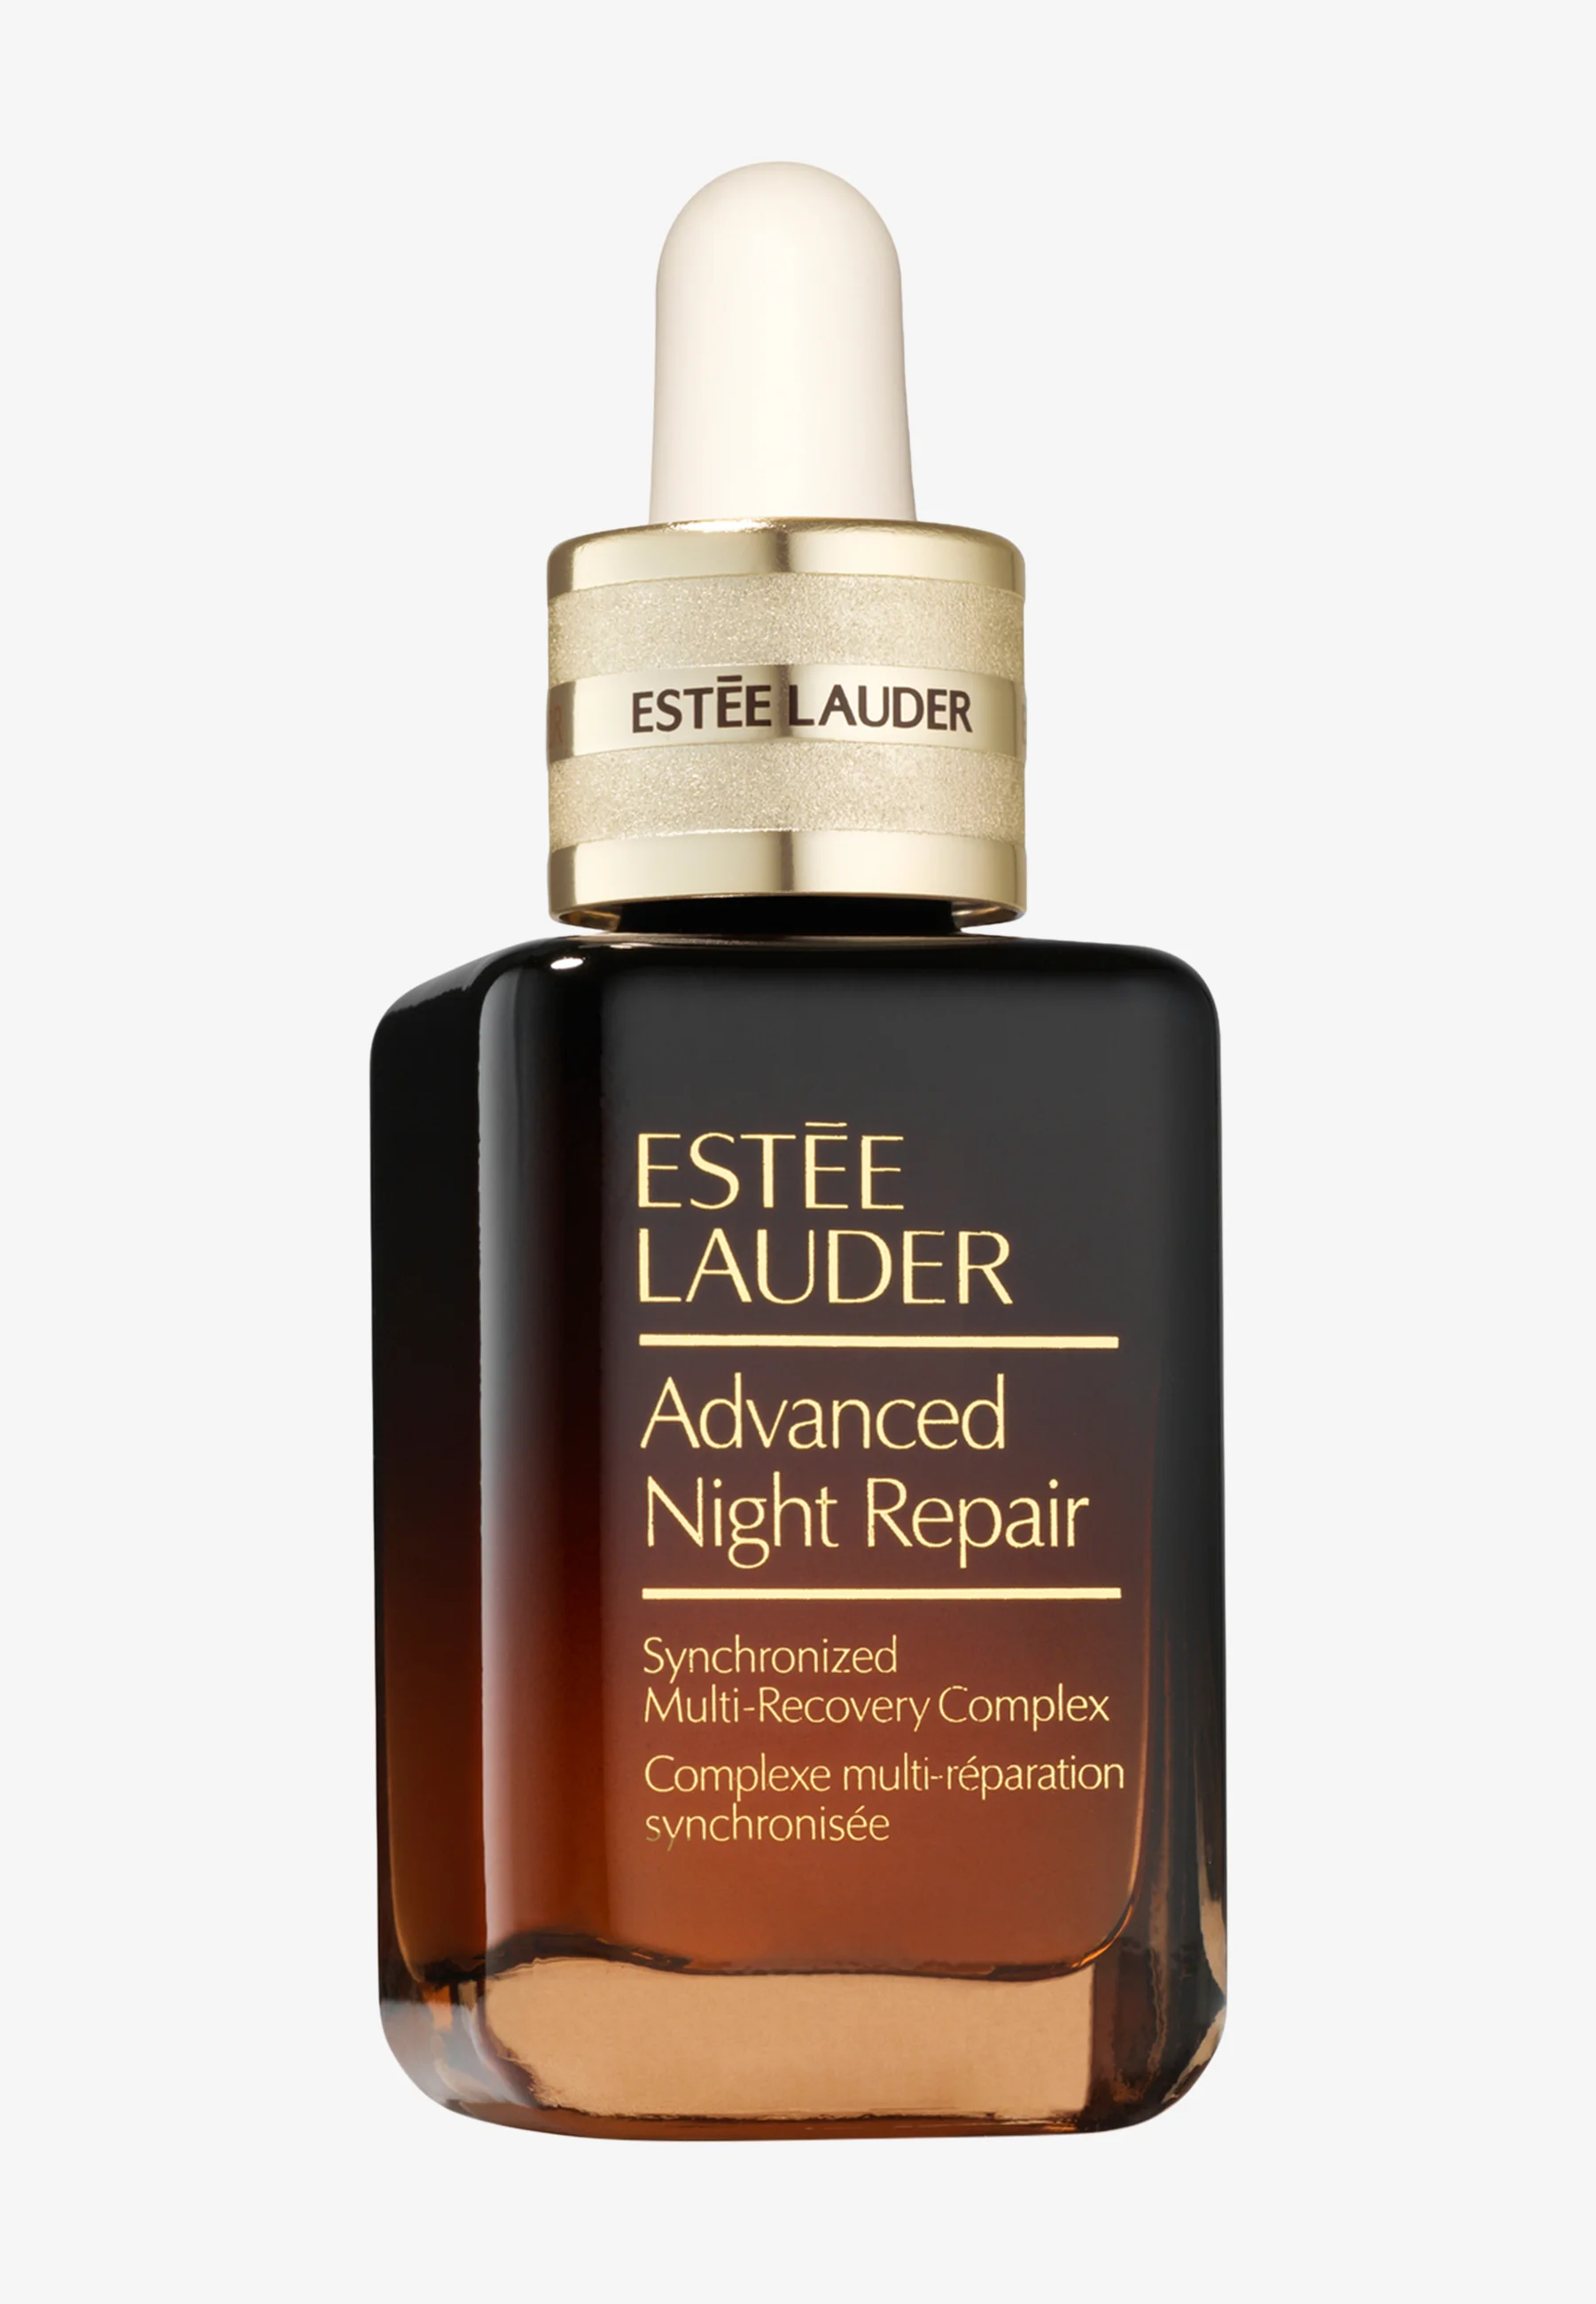 ESTĒE LAUDER
ESTĒE
LAUDER
Advanced
Night Repair
Synchronized
Multi-Recovery Complex
Complexe multi-réparation
synchronisée